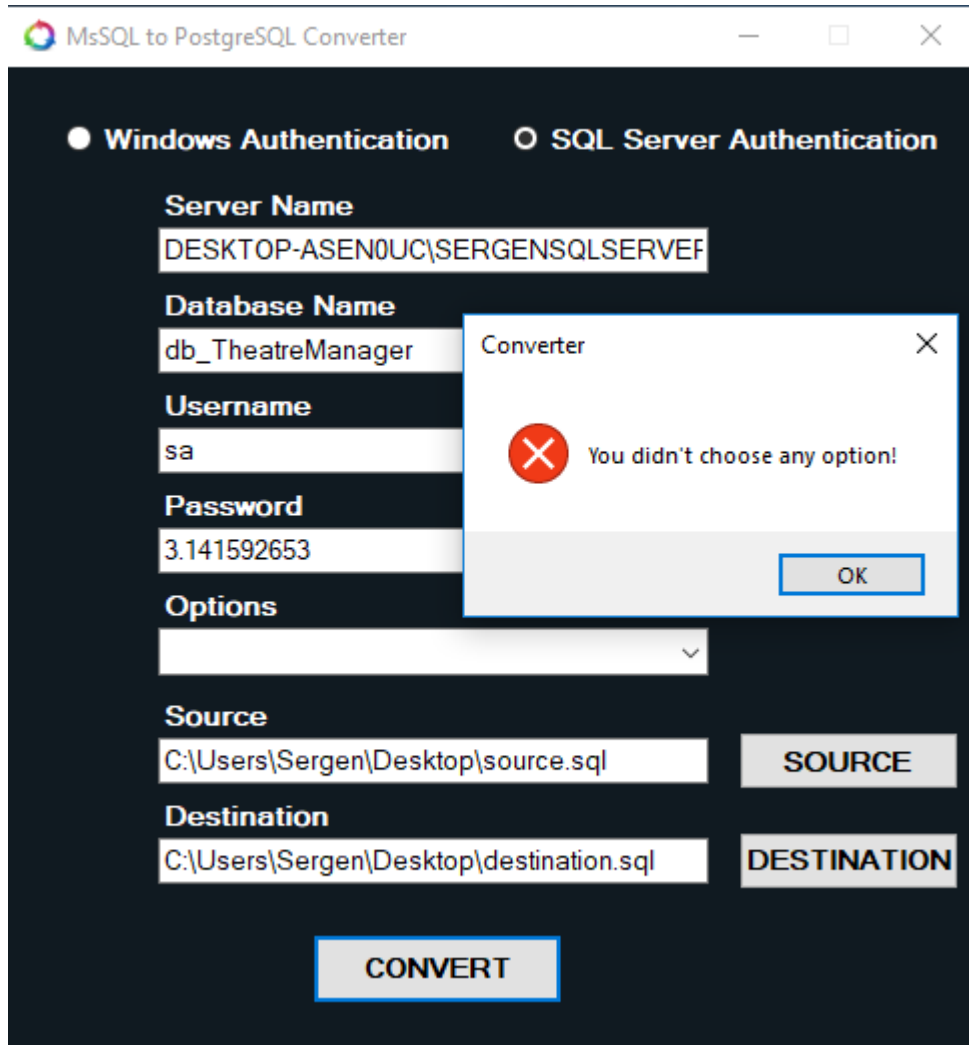 MsSQL to PostgreSQL Converter
Windows Authentication
SQL Server Authentication
Server Name
DESKTOP-ASEN0UC\SERGENSQLSERVER
Database Name
db_TheatreManager
Converter
You didn't choose any option!
OK
Username
sa
Password
3.141592653
Options
Source
C:\Users\Sergen\Desktop\source.sql
SOURCE
Destination
C:\Users\Sergen\Desktop\destination.sql
DESTINATION
CONVERT